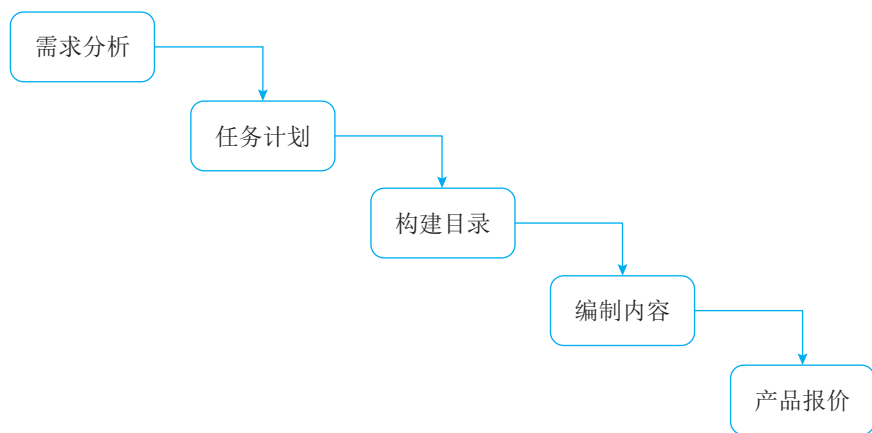 需求分析
任务计划
构建目录
编制内容
产品报价